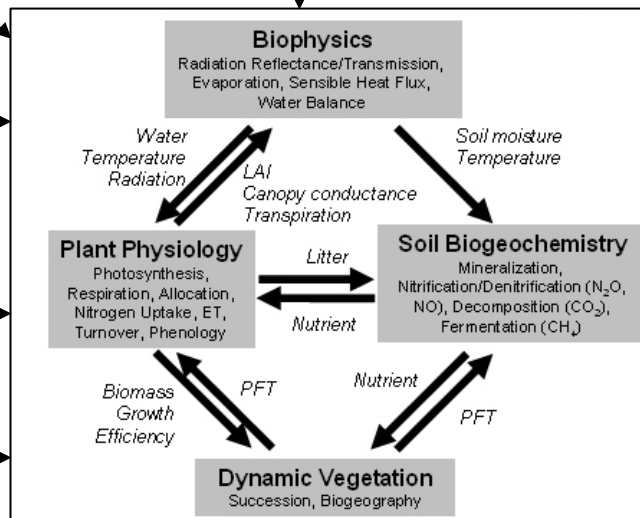 Biophysics
Radiation Reflectance/Transmission,
Evaporation, Sensible Heat Flux,
Water Balance
Water
Temperature
Radiation
LAI
Canopy conductance
Transpiration
Soil moisture
Temperature
Plant Physiology
Photosynthesis,
Respiration, Allocation,
Nitrogen Uptake, ET,
Turnover, Phenology
Litter
Nutrient
Soil Biogeochemistry
Mineralization,
Nitrification/Denitrification (N₂O,
NO), Decomposition (CO₂),
Fermentation (CH₄)
Biomass
Growth
Efficiency
PFT
Nutrient
PFT
Dynamic Vegetation
Succession, Biogeography